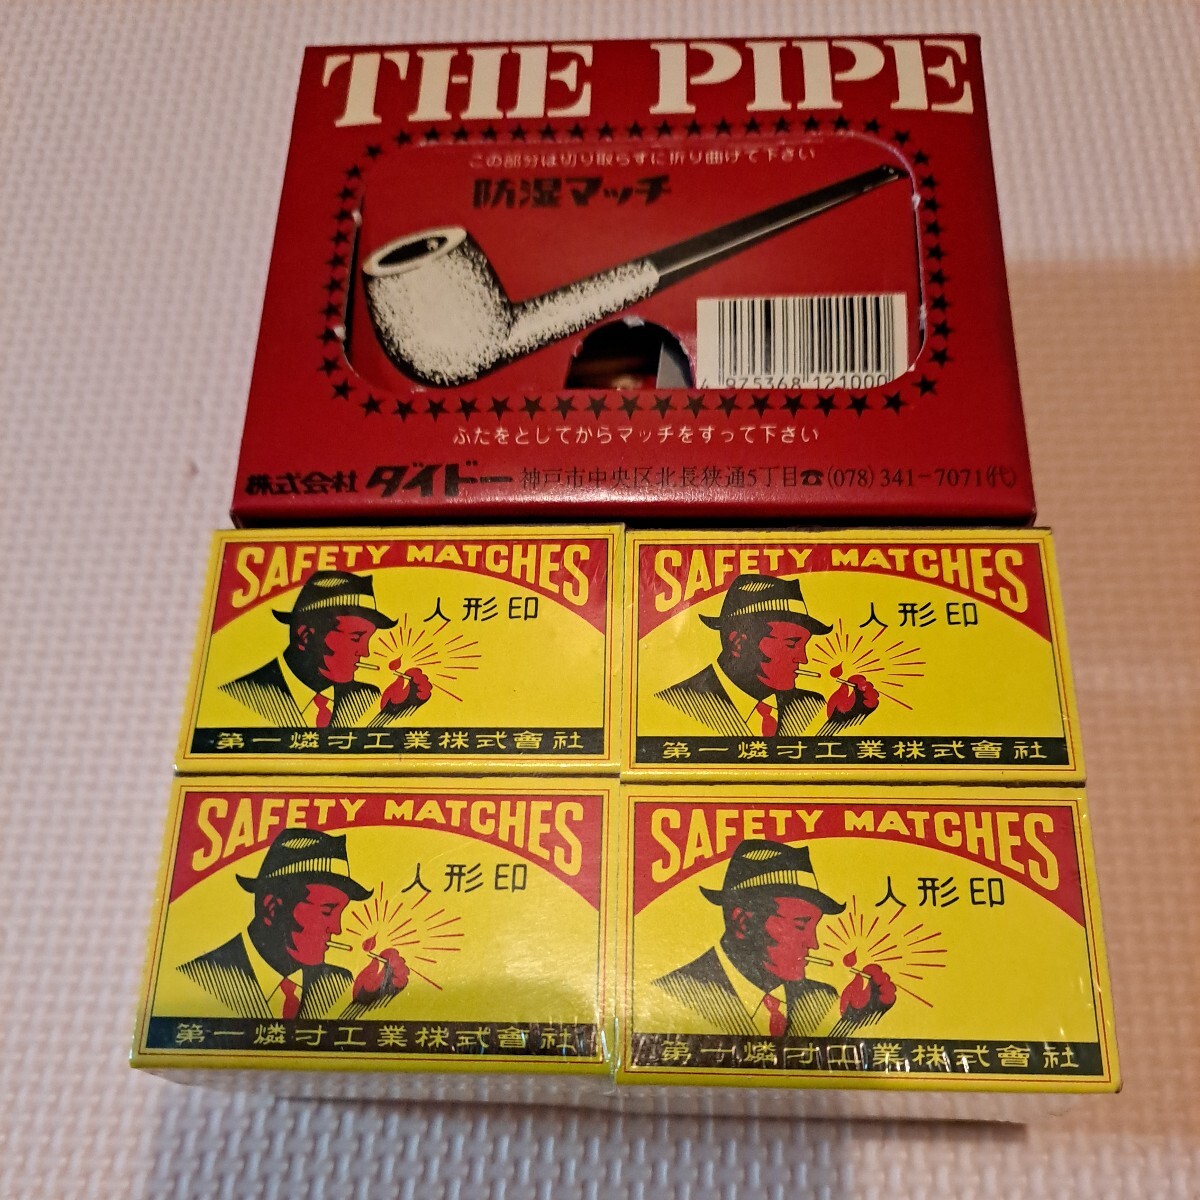 THE PIPE
この部分は切り取らずに折り曲げて下さい
防湿マッチ
4 975368 121000
ふたをとじてからマッチをすって下さい
株式会社 ダイドー 神戸市中央区北長狭通5丁目☎(078)341-7071(代)
SAFETY MATCHES
人形印
第一燐寸工業株式會社
SAFETY MATCHES
人形印
第一燐寸工業株式會社
SAFETY MATCHES
人形印
第一燐寸工業株式會社
SAFETY MATCHES
人形印
第一燐寸工業株式會社